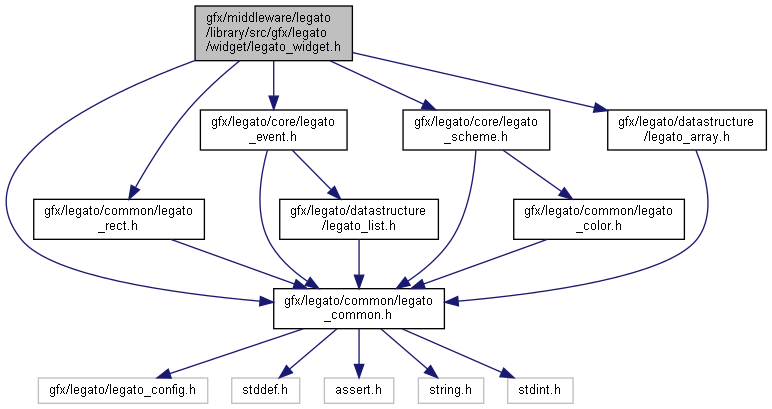 gfx/middleware/legato
/library/src/gfx/legato
/widget/legato_widget.h
gfx/legato/core/legato
_event.h
gfx/legato/core/legato
_scheme.h
gfx/legato/datastructure
/legato_array.h
gfx/legato/common/legato
_rect.h
gfx/legato/datastructure
/legato_list.h
gfx/legato/common/legato
_color.h
gfx/legato/common/legato
_common.h
gfx/legato/legato_config.h
stddef.h
assert.h
string.h
stdint.h